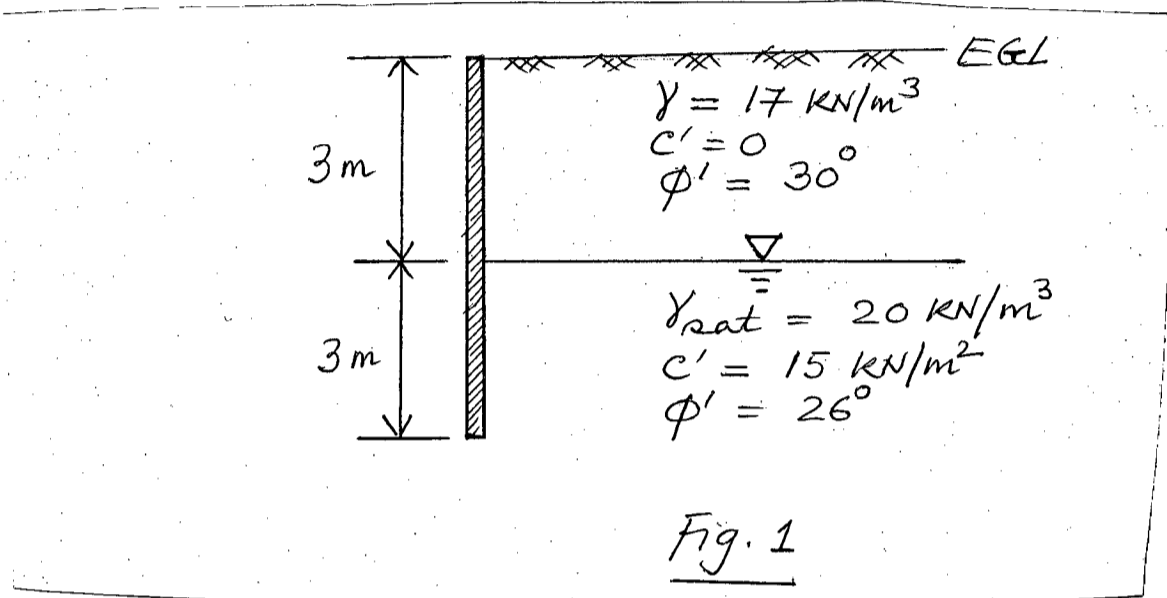 EGL
γ = 17 KN/m³
C' = 0
φ' = 30°
3 m
γsat = 20 KN/m³
3 m
C' = 15 KN/m²
φ' = 26°
Fig. 1